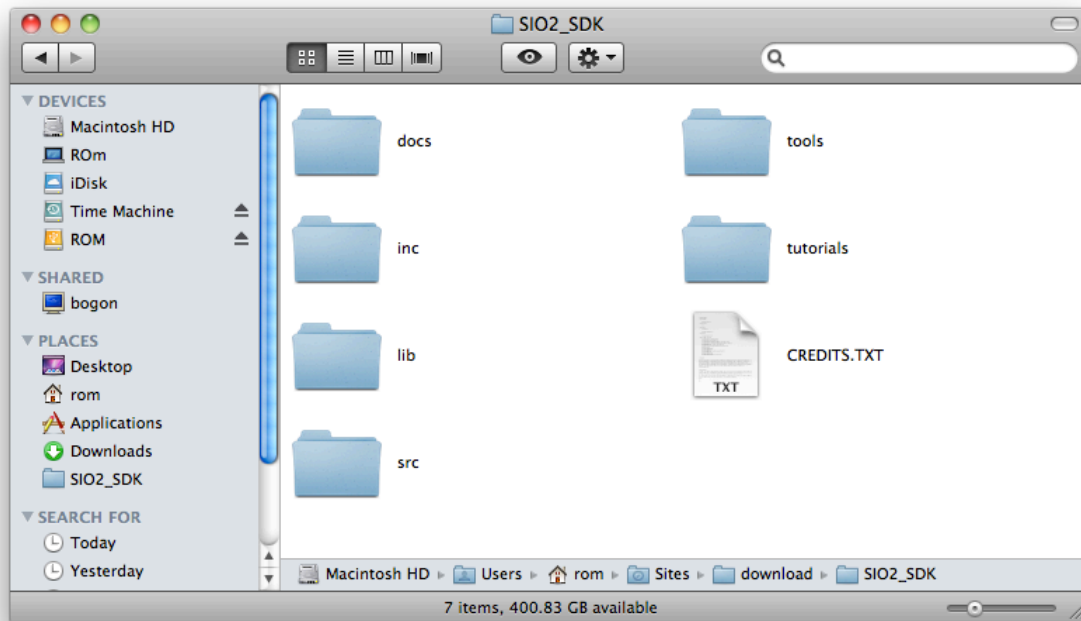 SIO2_SDK
DEVICES
Macintosh HD
ROm
iDisk
Time Machine
ROM
SHARED
bogon
PLACES
Desktop
rom
Applications
Downloads
SIO2_SDK
SEARCH FOR
Today
Yesterday
docs
tools
inc
tutorials
lib
CREDITS.TXT
TXT
src
Macintosh HD Users rom Sites download SIO2_SDK
7 items, 400.83 GB available